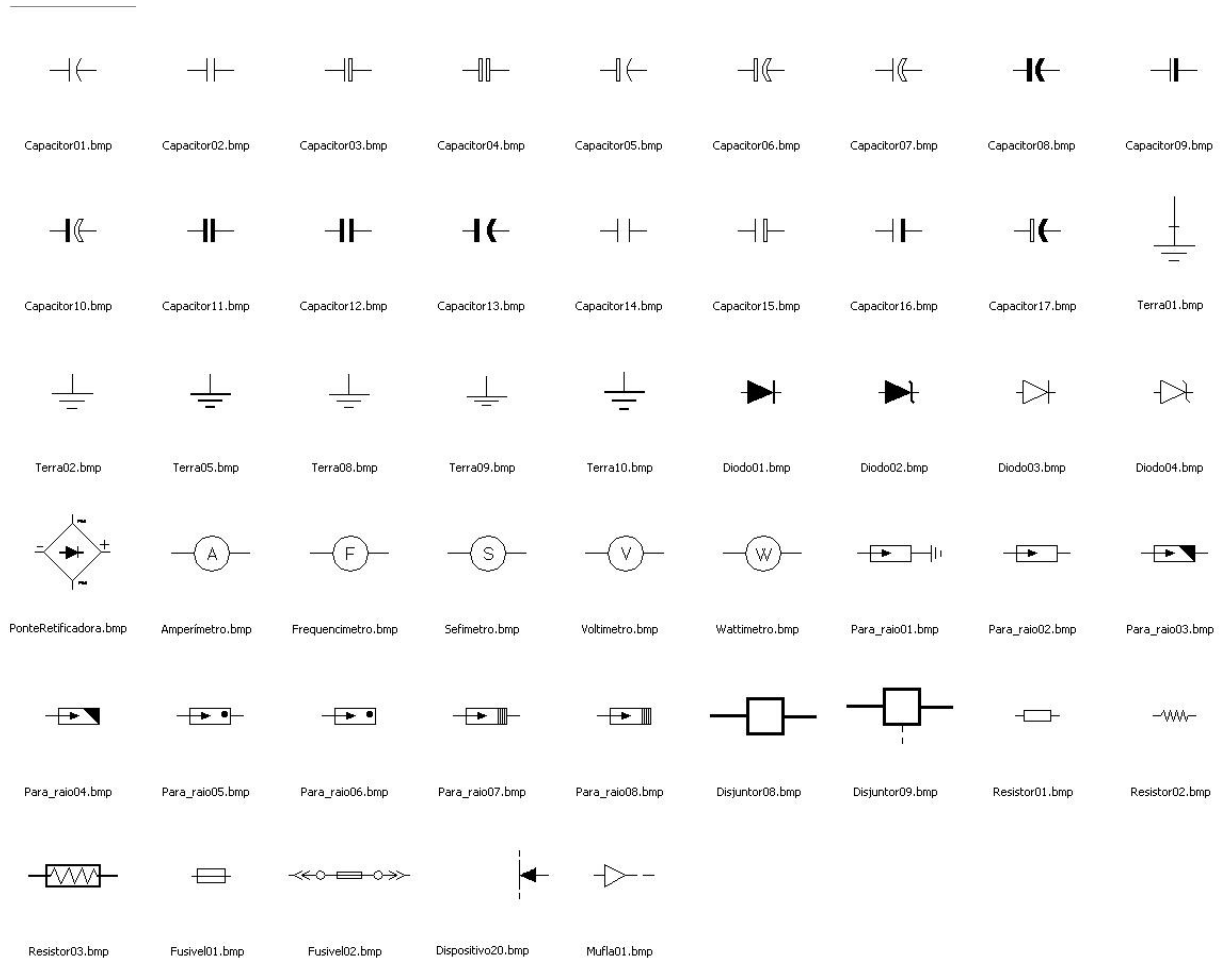 Capacitor01.bmp Capacitor02.bmp Capacitor03.bmp Capacitor04.bmp Capacitor05.bmp Capacitor06.bmp Capacitor07.bmp Capacitor08.bmp Capacitor09.bmp
Capacitor10.bmp Capacitor11.bmp Capacitor12.bmp Capacitor13.bmp Capacitor14.bmp Capacitor15.bmp Capacitor16.bmp Capacitor17.bmp Terra01.bmp
Terra02.bmp Terra05.bmp Terra08.bmp Terra09.bmp Terra10.bmp Diodo01.bmp Diodo02.bmp Diodo03.bmp Diodo04.bmp
- + A F S V W
PonteRetificadora.bmp Amperímetro.bmp Frequencimetro.bmp Sefimetro.bmp Voltimetro.bmp Wattimetro.bmp Para_raio01.bmp Para_raio02.bmp Para_raio03.bmp
Para_raio04.bmp Para_raio05.bmp Para_raio06.bmp Para_raio07.bmp Para_raio08.bmp Disjuntor08.bmp Disjuntor09.bmp Resistor01.bmp Resistor02.bmp
Resistor03.bmp Fusivel01.bmp Fusivel02.bmp Dispositivo20.bmp Mufla01.bmp